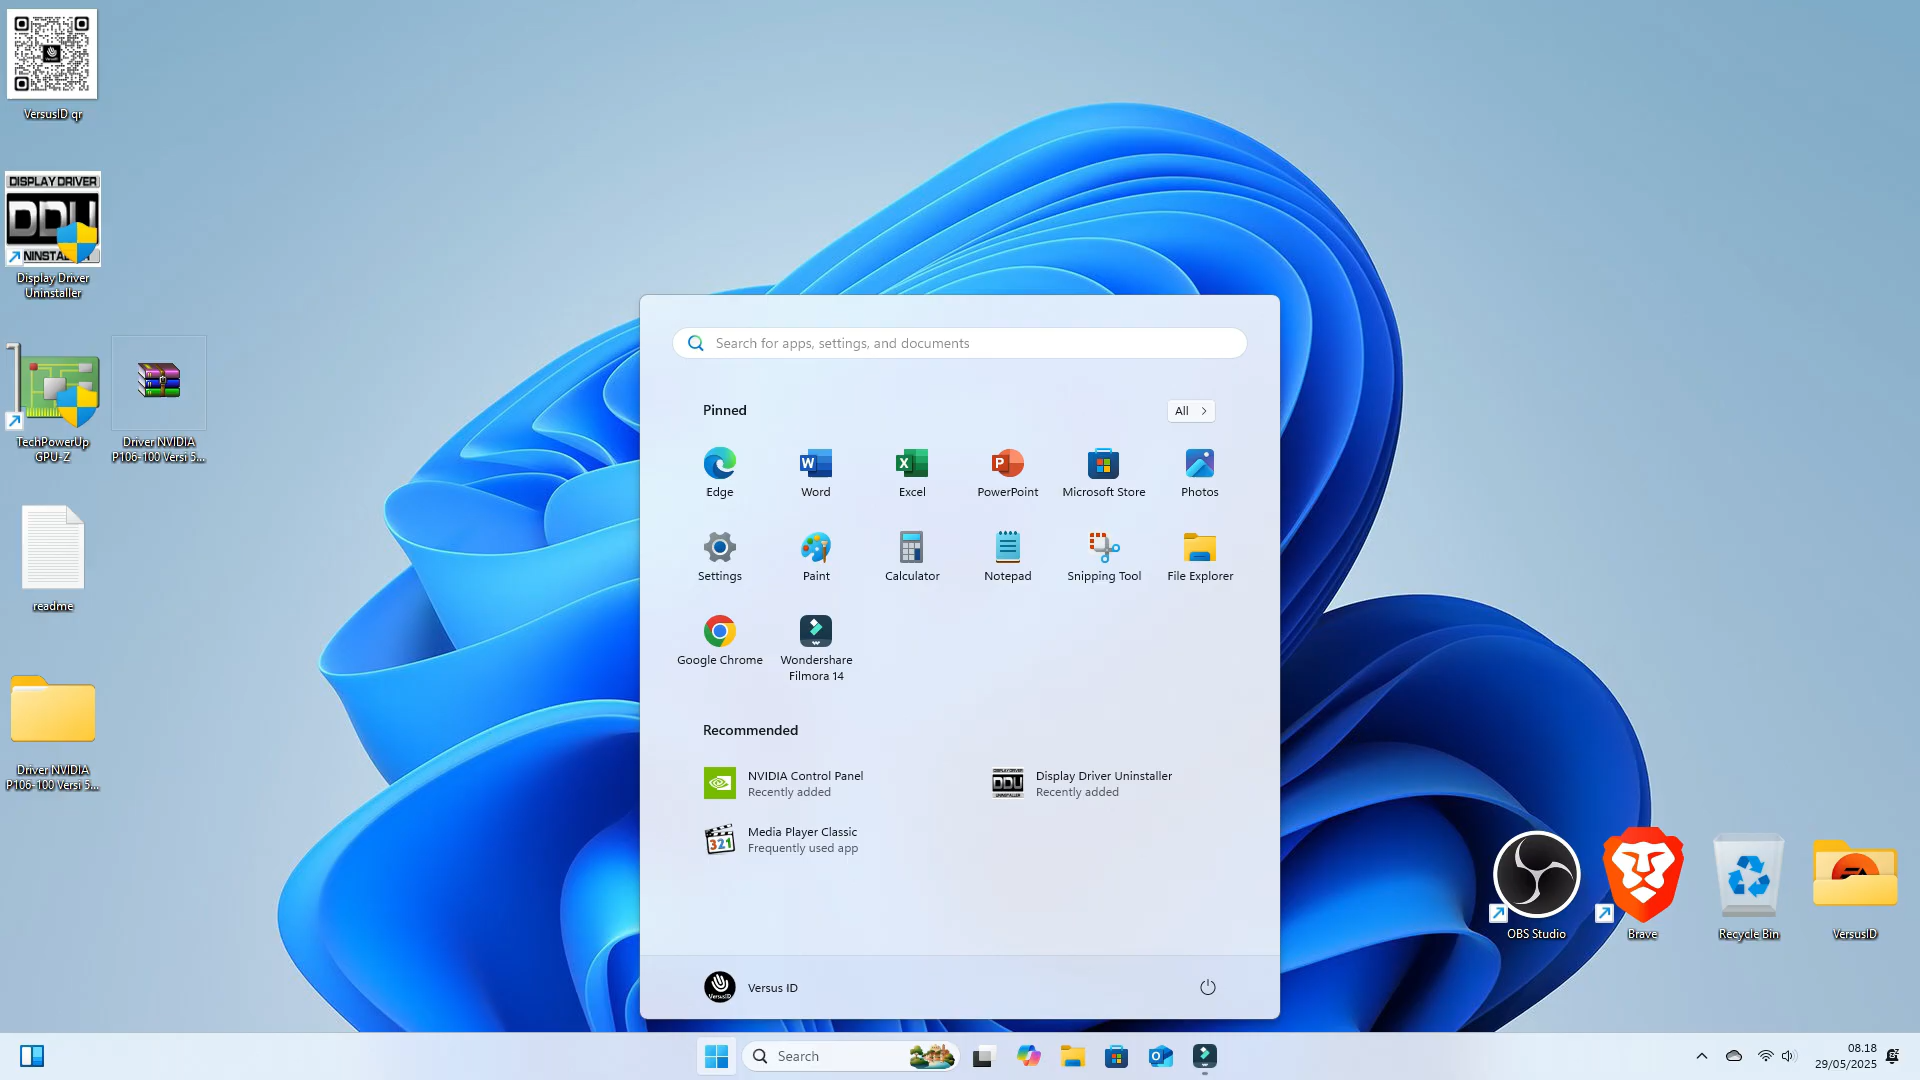 VersusID qr
DISPLAY DRIVER
DDU
Display Driver
Uninstaller
TechPowerUp
GPU-Z
Driver NVIDIA
P106-100 Versi 5...
readme
Driver NVIDIA
P106-100 Versi 5...
Search for apps, settings, and documents
Pinned
All
Edge
Word
Excel
PowerPoint
Microsoft Store
Photos
Settings
Paint
Calculator
Notepad
Snipping Tool
File Explorer
Google Chrome
Wondershare
Filmora 14
Recommended
NVIDIA Control Panel
Recently added
Display Driver Uninstaller
Recently added
321
Media Player Classic
Frequently used app
Versus ID
OBS Studio
Brave
Recycle Bin
VersusID
Search
08.18
29/05/2025